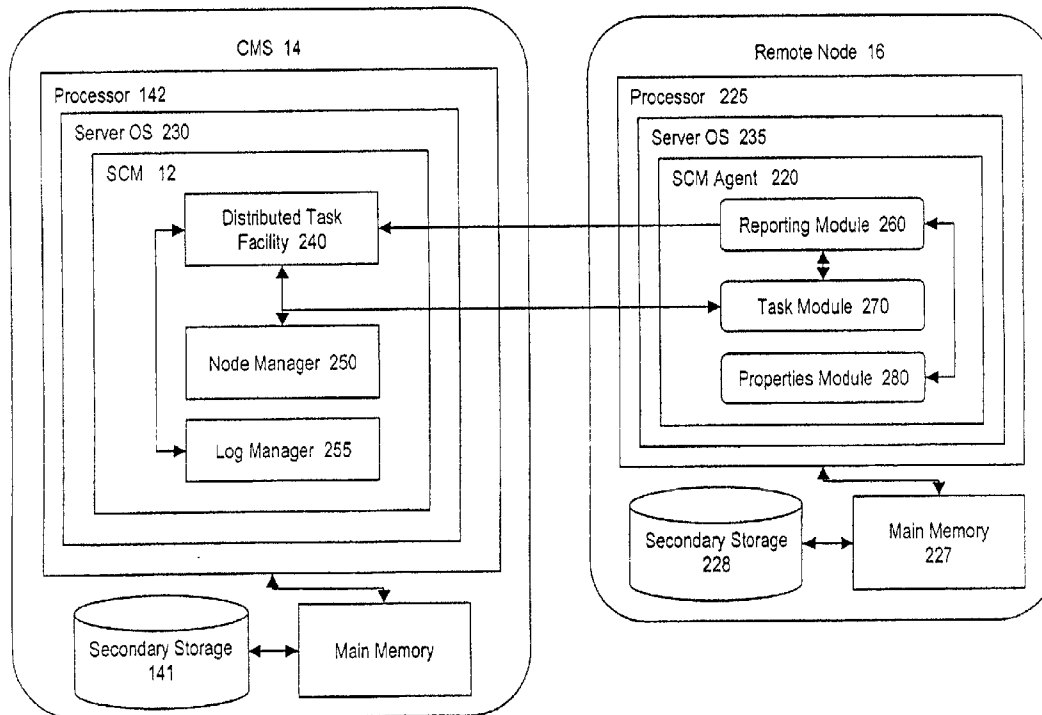 CMS 14
Processor 142
Server OS 230
SCM 12
Distributed Task
Facility 240
Node Manager 250
Log Manager 255
Secondary Storage
141
Main Memory
Remote Node 16
Processor 225
Server OS 235
SCM Agent 220
Reporting Module 260
Task Module 270
Properties Module 280
Secondary Storage
228
Main Memory
227